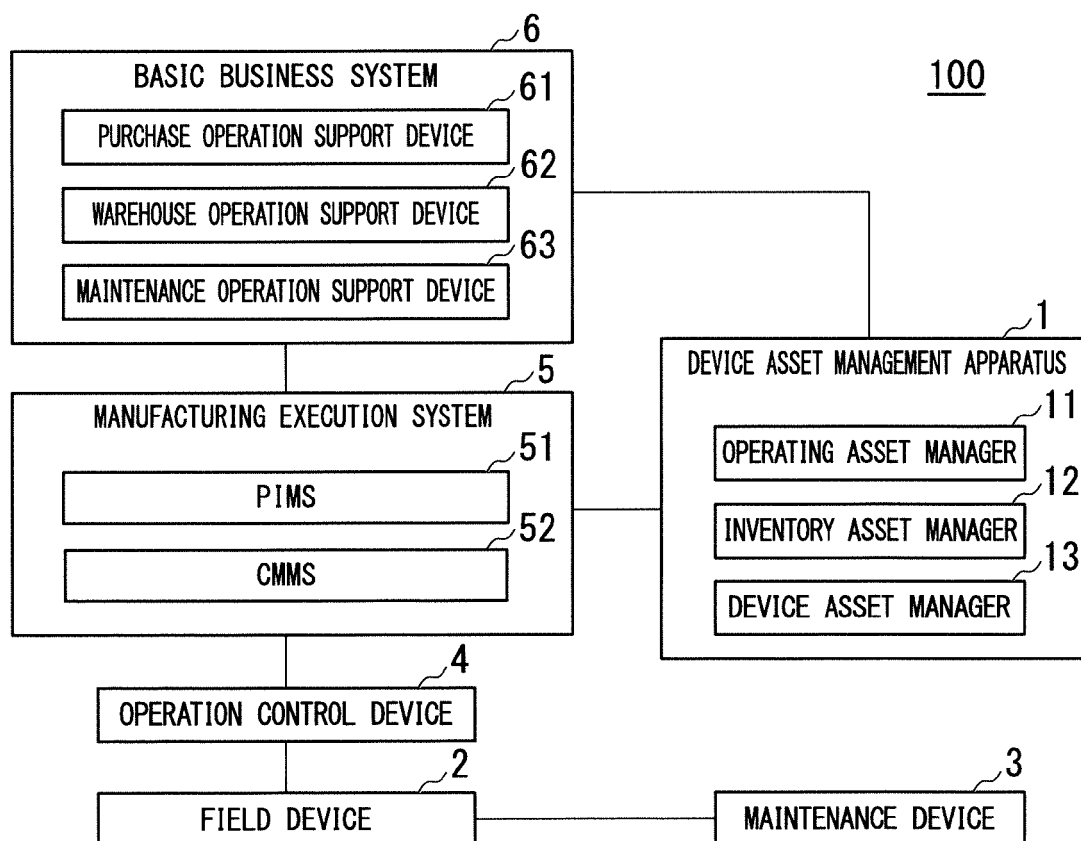 6
BASIC BUSINESS SYSTEM
100
61
PURCHASE OPERATION SUPPORT DEVICE
62
WAREHOUSE OPERATION SUPPORT DEVICE
63
MAINTENANCE OPERATION SUPPORT DEVICE
1
DEVICE ASSET MANAGEMENT APPARATUS
11
OPERATING ASSET MANAGER
12
INVENTORY ASSET MANAGER
13
DEVICE ASSET MANAGER
5
MANUFACTURING EXECUTION SYSTEM
51
PIMS
52
CMMS
4
OPERATION CONTROL DEVICE
2
FIELD DEVICE
3
MAINTENANCE DEVICE